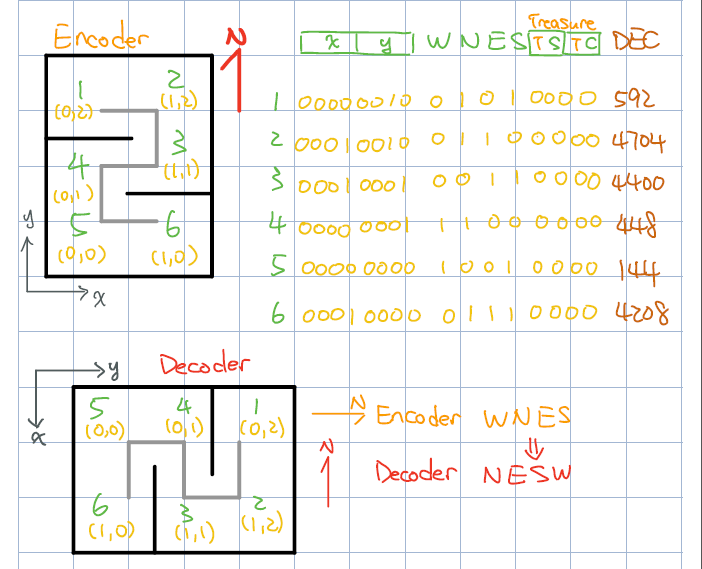 Encoder
N
Treasure
x y W N E S T S T C DEC
1
(0,2)
2
(1,2)
3
(1,1)
4
(0,1)
5
(0,0)
6
(1,0)
y
x
1 00000010 0 1 0 1 0000 592
2 00010010 0 1 1 0 0000 4704
3 00010001 0 0 1 1 0000 4400
4 00000001 1 1 0 0 0000 448
5 00000000 1 0 0 1 0000 144
6 00010000 0 1 1 1 0000 4208
Decoder
y
x
5
(0,0)
4
(0,1)
1
(0,2)
6
(1,0)
3
(1,1)
2
(1,2)
N Encoder WNES
⇓
N Decoder NESW